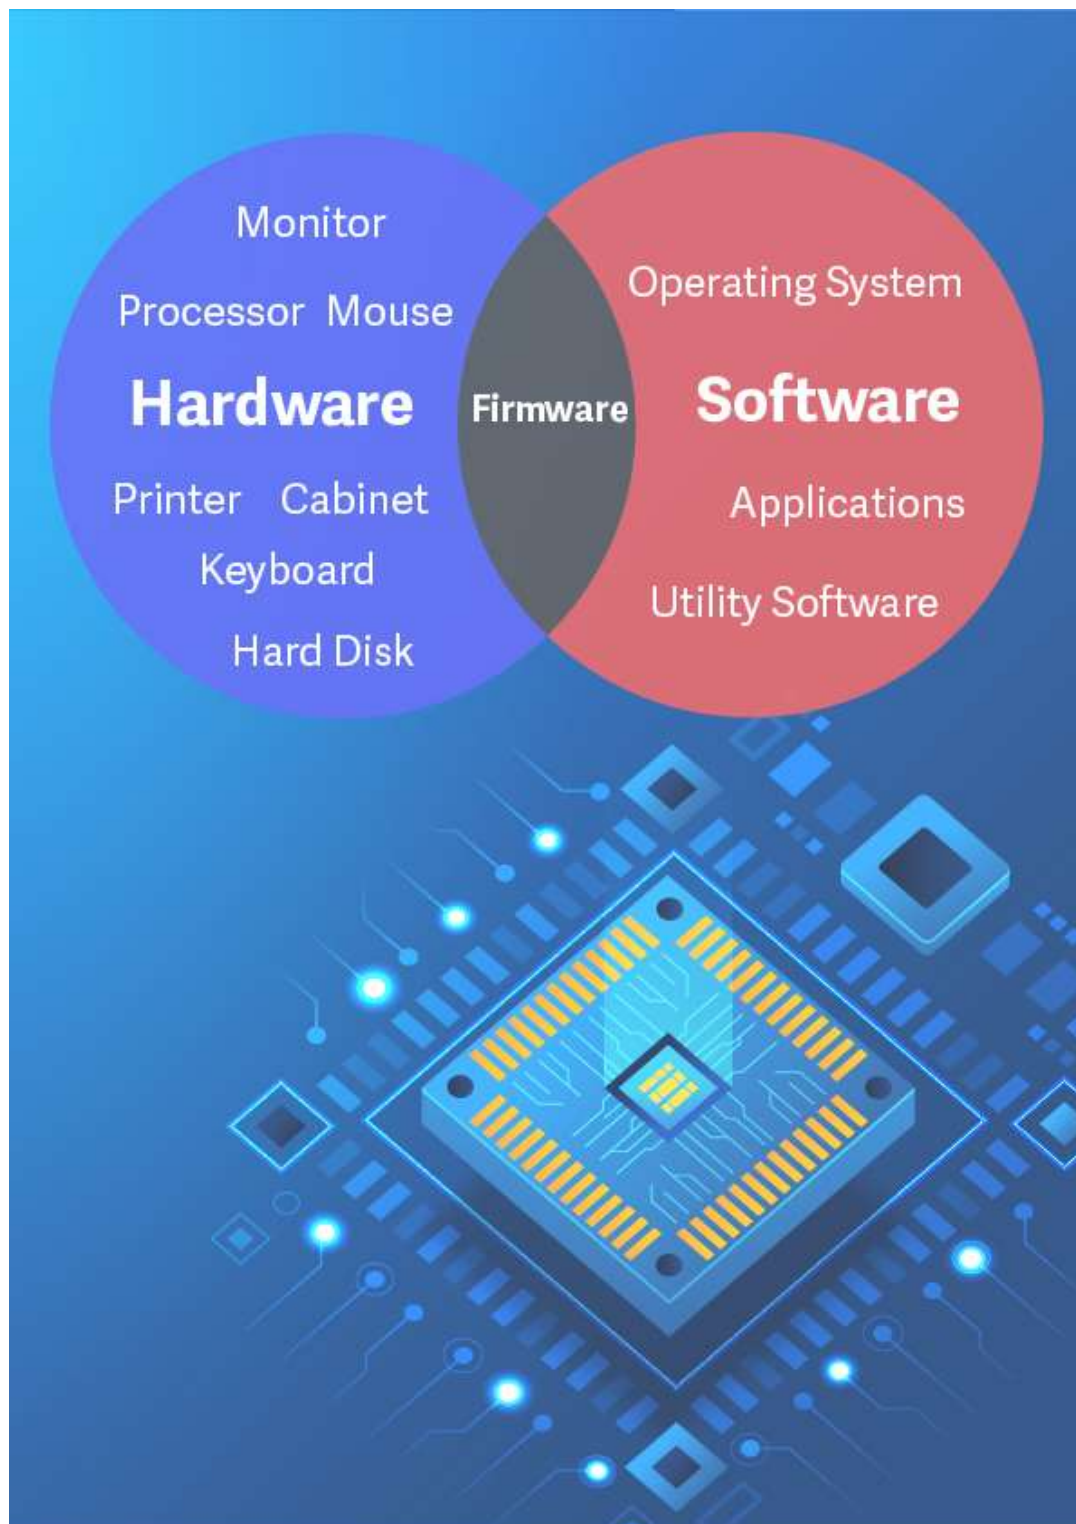 Monitor
Processor Mouse
Hardware
Printer Cabinet
Keyboard
Hard Disk
Firmware
Operating System
Software
Applications
Utility Software